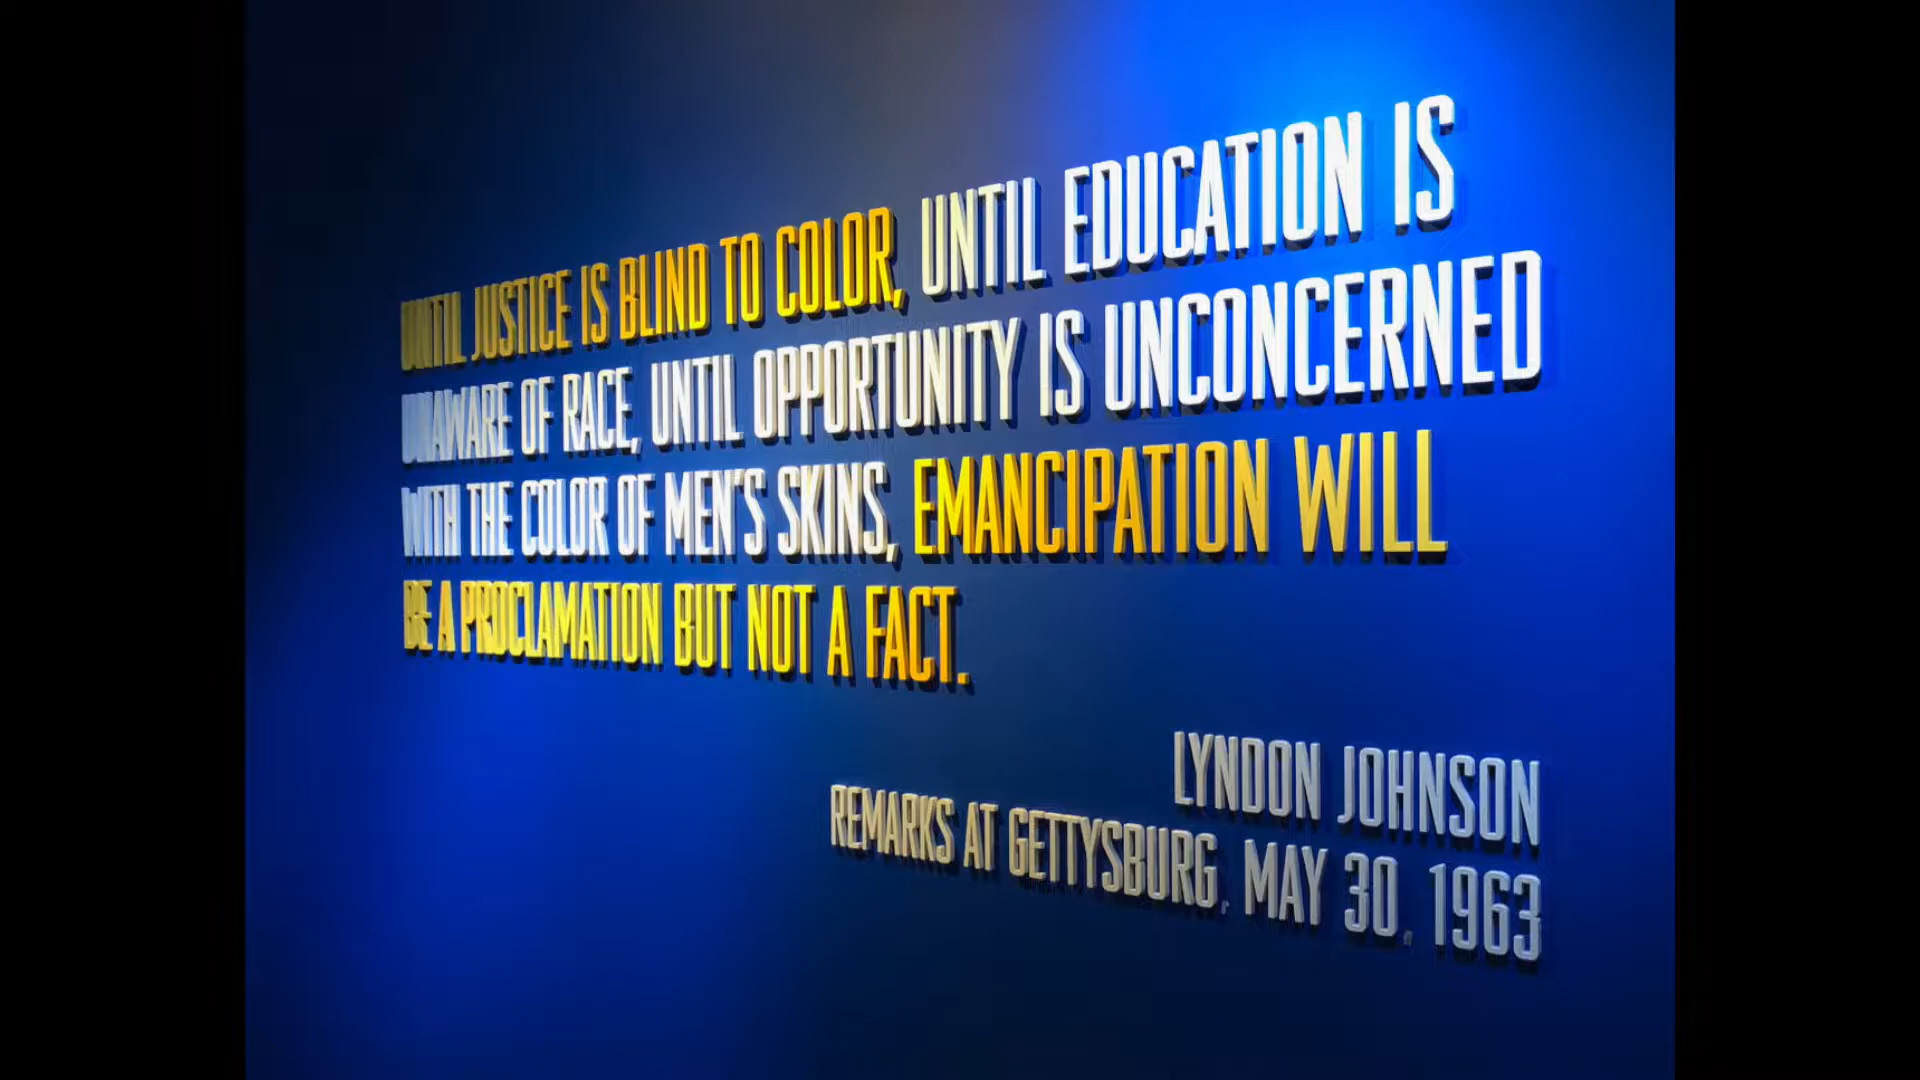 UNTIL JUSTICE IS BLIND TO COLOR, UNTIL EDUCATION IS
UNAWARE OF RACE, UNTIL OPPORTUNITY IS UNCONCERNED
WITH THE COLOR OF MEN'S SKINS, EMANCIPATION WILL
BE A PROCLAMATION BUT NOT A FACT.
LYNDON JOHNSON
REMARKS AT GETTYSBURG, MAY 30, 1963